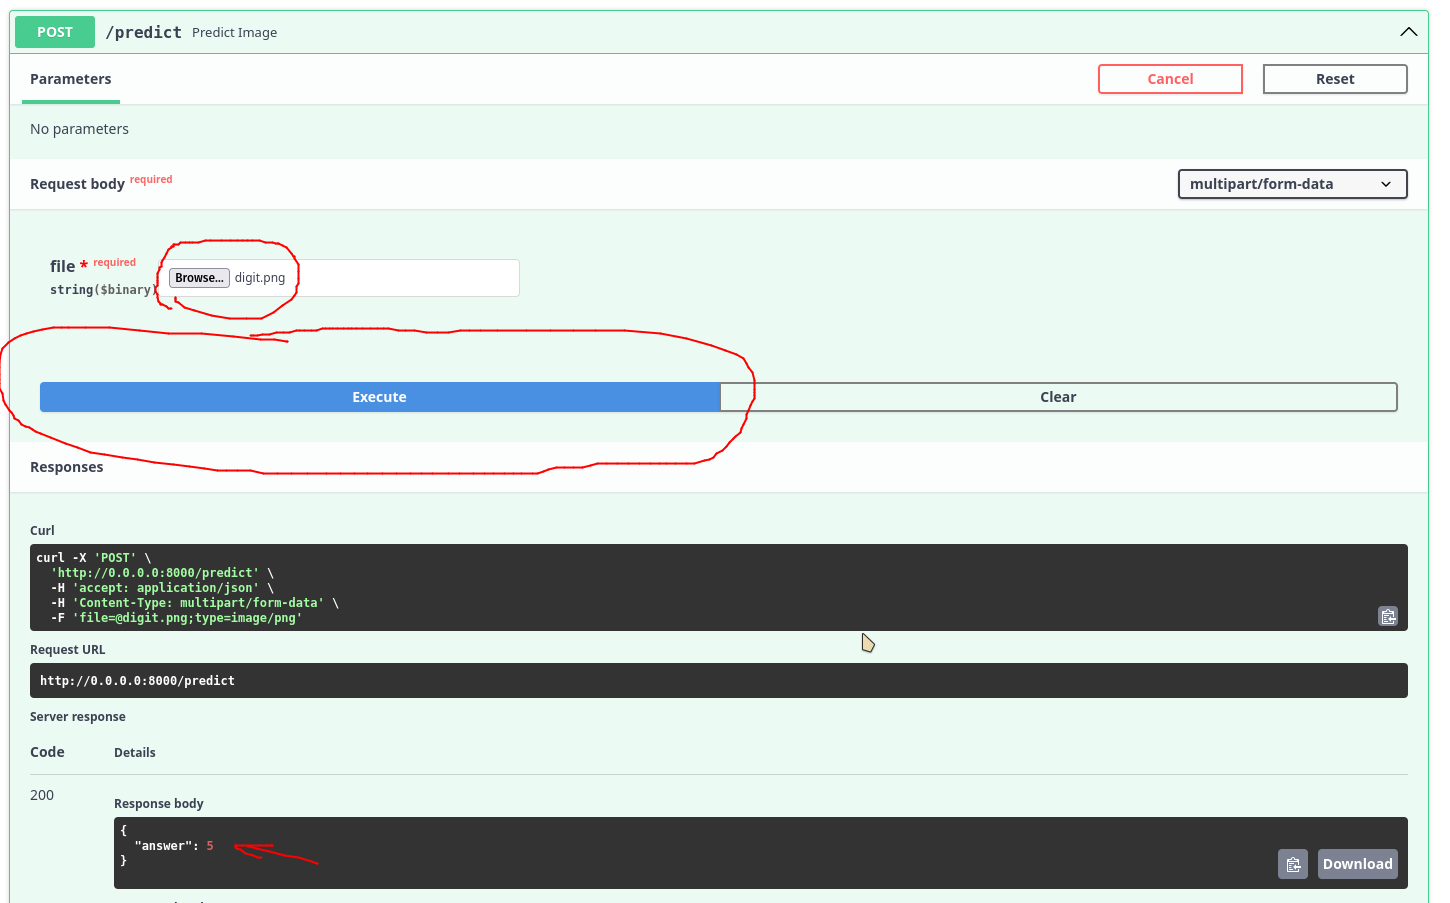 POST /predict Predict Image
Parameters
Cancel
Reset
No parameters
Request body required
multipart/form-data
file * required
string($binary)
Browse... digit.png
Execute
Clear
Responses
Curl
curl -X 'POST' \
  'http://0.0.0.0:8000/predict' \
  -H 'accept: application/json' \
  -H 'Content-Type: multipart/form-data' \
  -F 'file=@digit.png;type=image/png'
Request URL
http://0.0.0.0:8000/predict
Server response
Code Details
200
Response body
{
  "answer": 5
}
Download